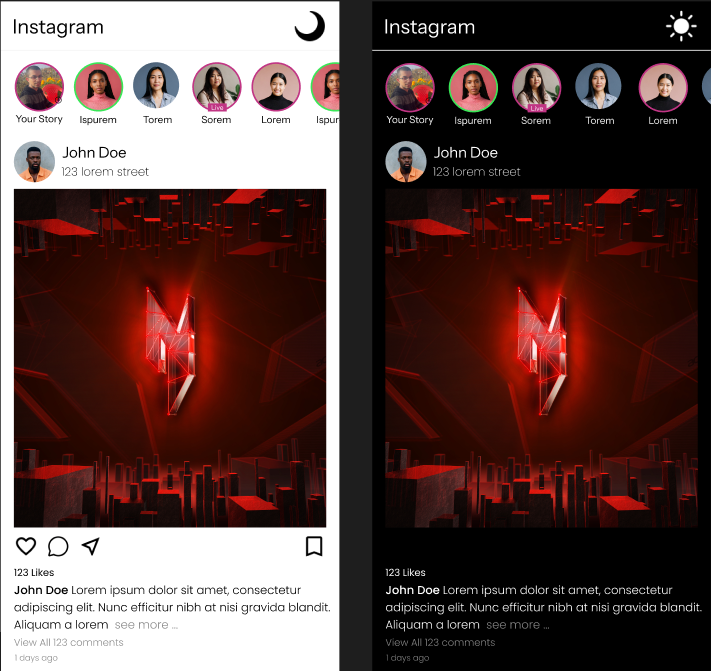 Instagram
Your Story
Ispurem
Torem
Live
Sorem
Lorem
Ispur
John Doe
123 lorem street
123 Likes
John Doe Lorem ipsum dolor sit amet, consectetur
adipiscing elit. Nunc efficitur nibh at nisi gravida blandit.
Aliquam a lorem see more ...
View All 123 comments
1 days ago
Instagram
Your Story
Ispurem
Live
Sorem
Torem
Lorem
John Doe
123 lorem street
123 Likes
John Doe Lorem ipsum dolor sit amet, consectetur
adipiscing elit. Nunc efficitur nibh at nisi gravida blandit.
Aliquam a lorem see more ...
View All 123 comments
1 days ago